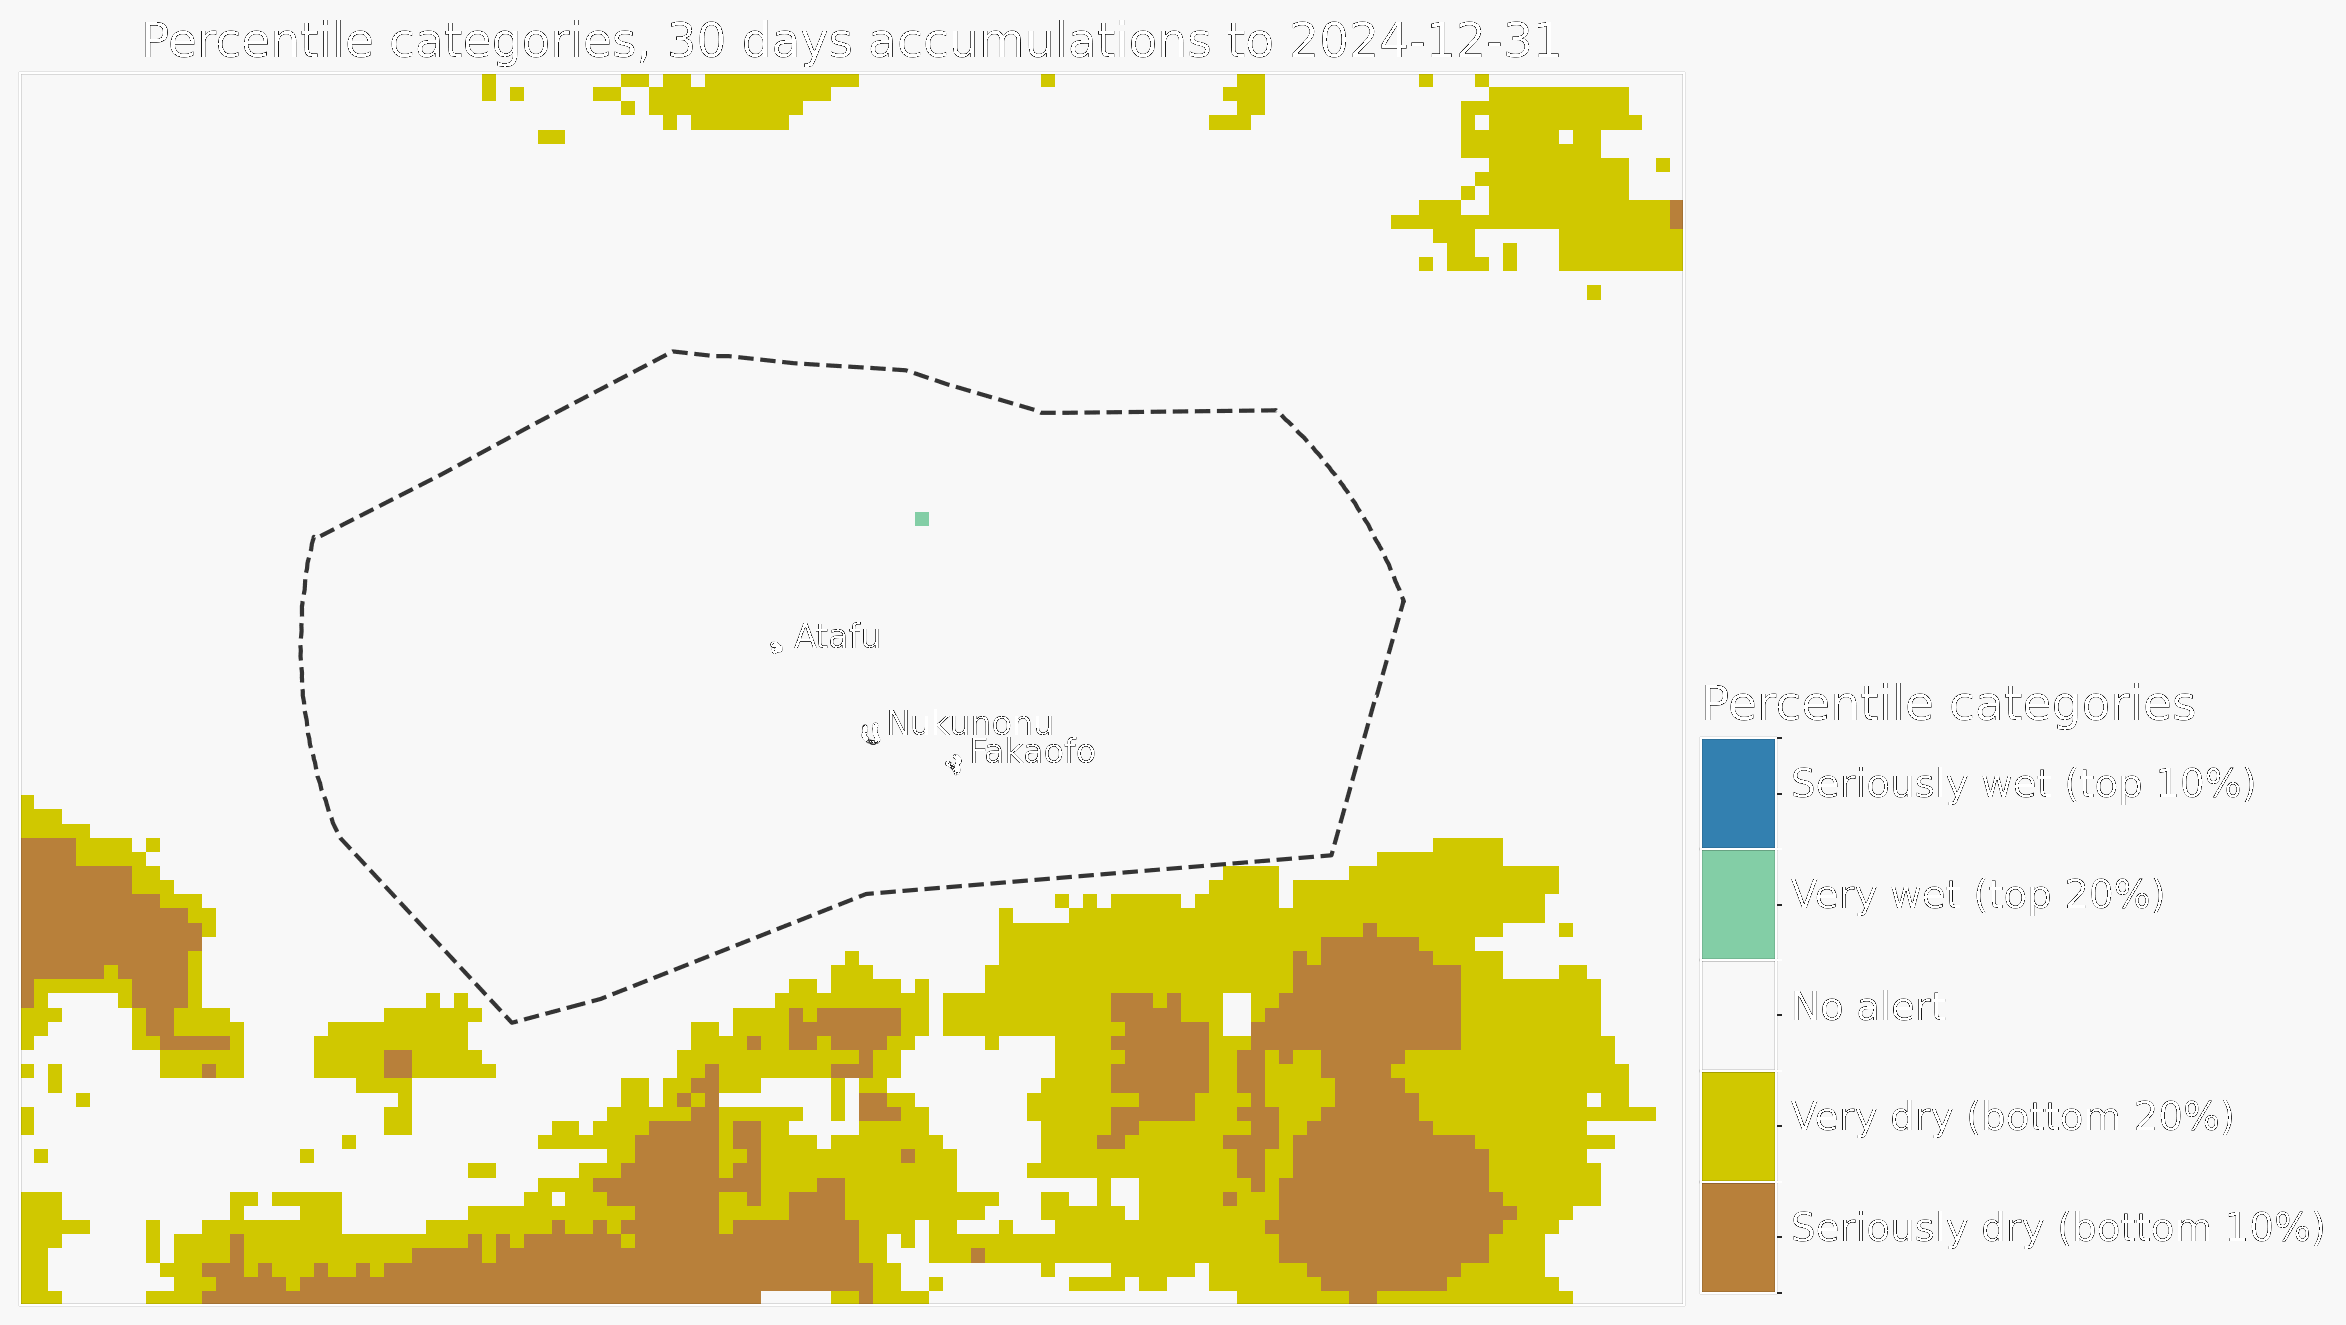 Percentile categories, 30 days accumulations to 2024-12-31
Atafu
Nukunonu
Fakaofo
Percentile categories
Seriously wet (top 10%)
Very wet (top 20%)
No alert
Very dry (bottom 20%)
Seriously dry (bottom 10%)